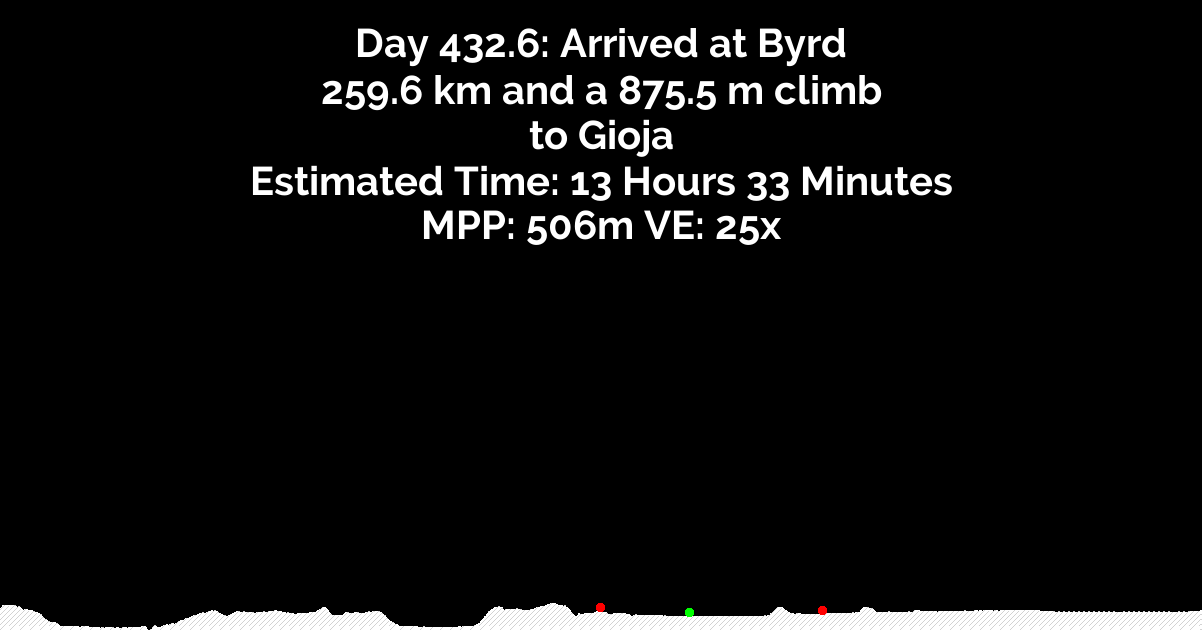 Day 432.6: Arrived at Byrd
259.6 km and a 875.5 m climb
to Gioja
Estimated Time: 13 Hours 33 Minutes
MPP: 506m VE: 25x